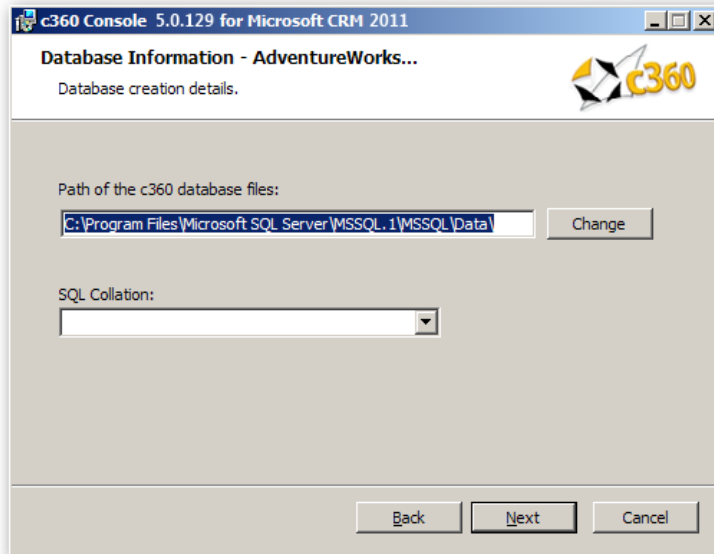 c360 Console 5.0.129 for Microsoft CRM 2011
Database Information - AdventureWorks...
Database creation details.
c360
Path of the c360 database files:
C:\Program Files\Microsoft SQL Server\MSSQL.1\MSSQL\Data\
Change
SQL Collation:
Back
Next
Cancel